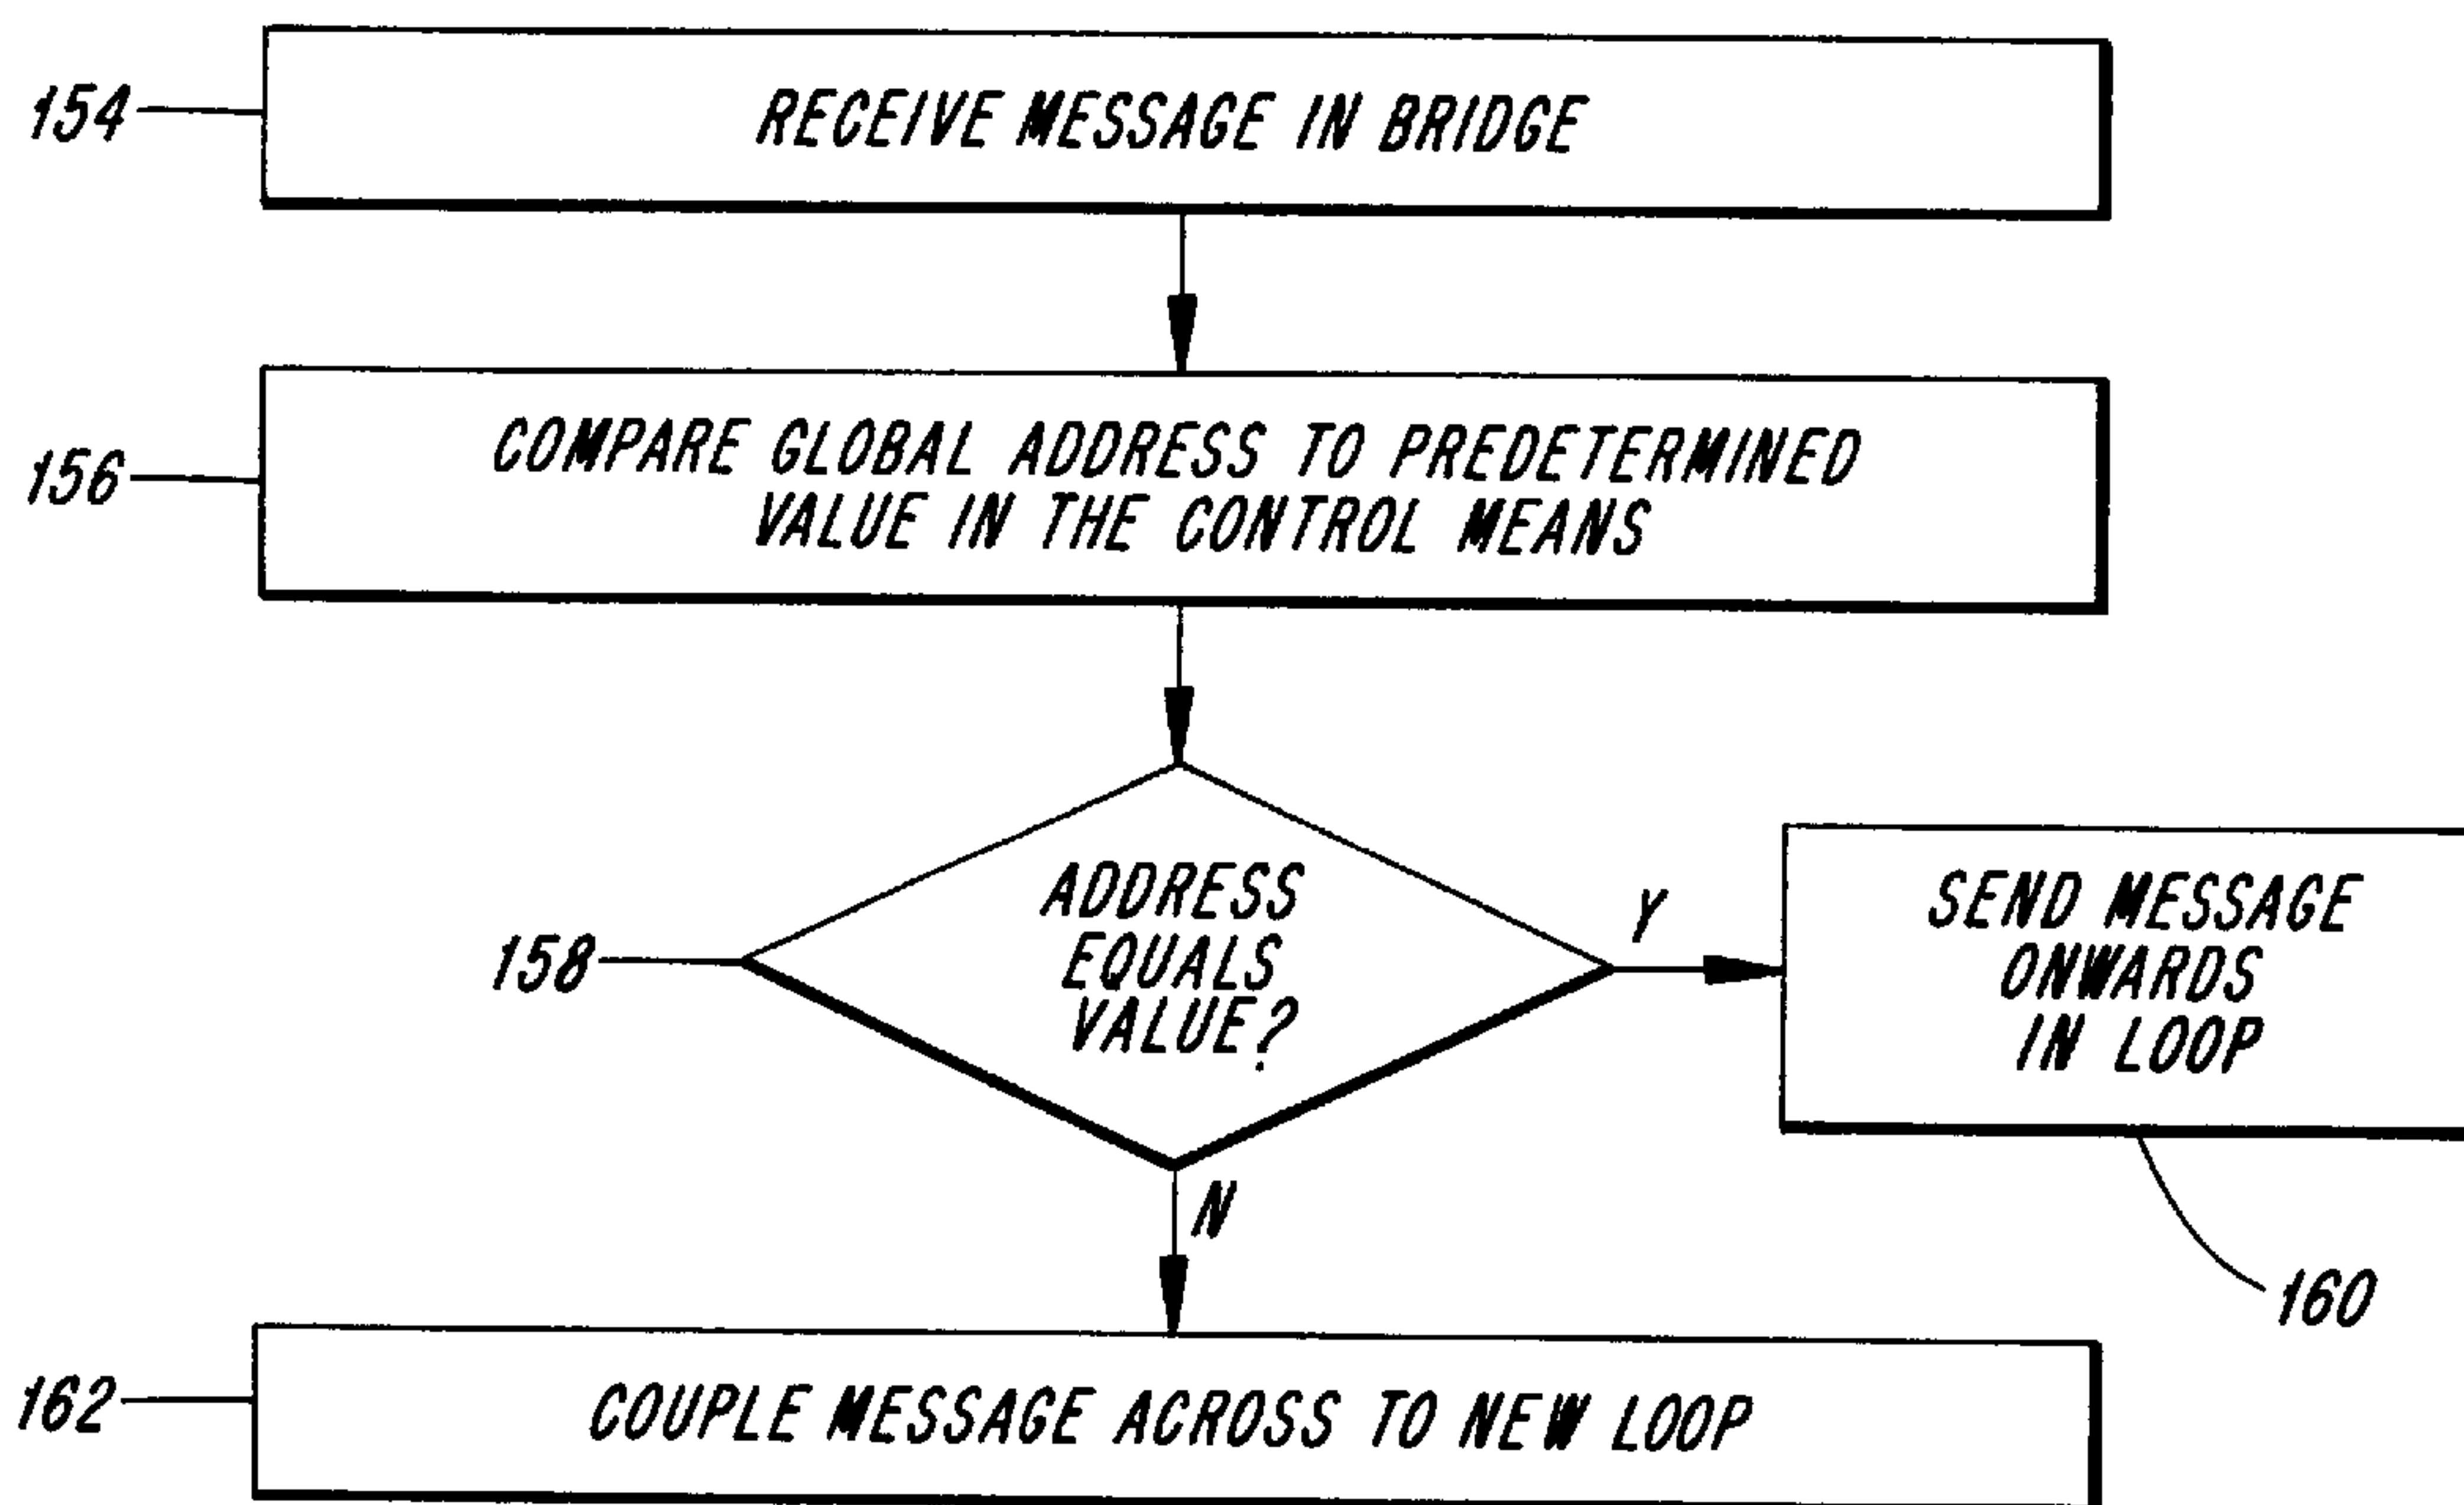 154
RECEIVE MESSAGE IN BRIDGE
156
COMPARE GLOBAL ADDRESS TO PREDETERMINED
VALUE IN THE CONTROL MEANS
158
ADDRESS
EQUALS
VALUE?
Y
SEND MESSAGE
ONWARDS
IN LOOP
N
160
162
COUPLE MESSAGE ACROSS TO NEW LOOP